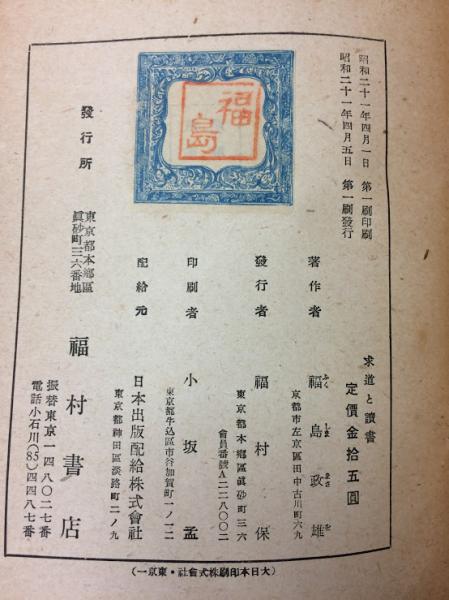 昭和二十一年四月一日　第一刷印刷
昭和二十一年四月五日　第一刷發行
福島
求道と讀書
定價金拾五圓
著作者　福島政雄
ふくしままさを
京都市左京區田中古川町六九
發行者　福村保
東京都本鄕區眞砂町三六
會員番號A二二八〇〇二
印刷者　小坂孟
東京都牛込區市谷加賀町一ノ一二
配給元　日本出版配給株式會社
東京都神田區淡路町二ノ九
發行所
東京都本鄕區
眞砂町三六番地
福村書店
振替東京一四八〇二七番
電話小石川(85)四四八七番
(大日本印刷株式會社・東京一)